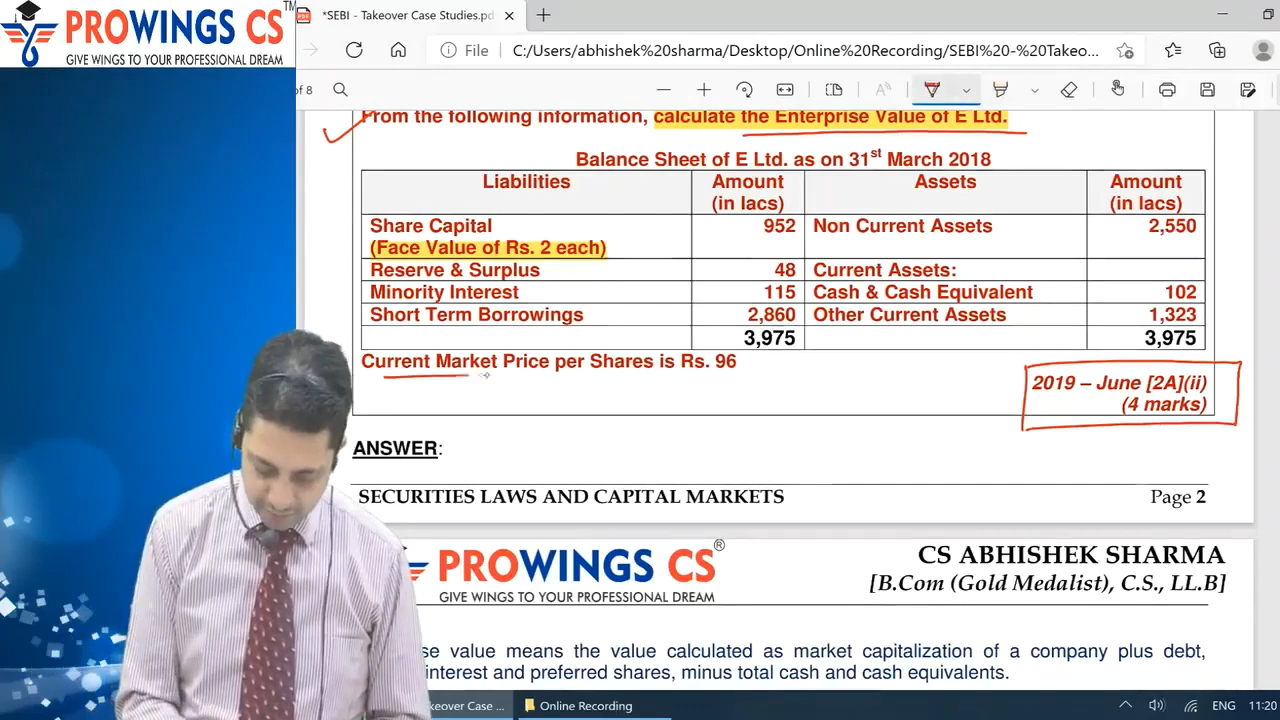 PROWINGS CS TM
GIVE WINGS TO YOUR PROFESSIONAL DREAM
*SEBI - Takeover Case Studies.pd
File C:/Users/abhishek%20sharma/Desktop/Online%20Recording/SEBI%20-%20Takeo...
of 8
From the following information, calculate the Enterprise Value of E Ltd.
Balance Sheet of E Ltd. as on 31st March 2018
Liabilities Amount (in lacs) Assets Amount (in lacs)
Share Capital 952 Non Current Assets 2,550
(Face Value of Rs. 2 each)
Reserve & Surplus 48 Current Assets:
Minority Interest 115 Cash & Cash Equivalent 102
Short Term Borrowings 2,860 Other Current Assets 1,323
3,975 3,975
Current Market Price per Shares is Rs. 96
2019 – June [2A](ii)
(4 marks)
ANSWER:
SECURITIES LAWS AND CAPITAL MARKETS Page 2
PROWINGS CS ®
GIVE WINGS TO YOUR PROFESSIONAL DREAM
CS ABHISHEK SHARMA
[B.Com (Gold Medalist), C.S., LL.B]
se value means the value calculated as market capitalization of a company plus debt,
interest and preferred shares, minus total cash and cash equivalents.
Takeover Case ... Online Recording ENG 11:20